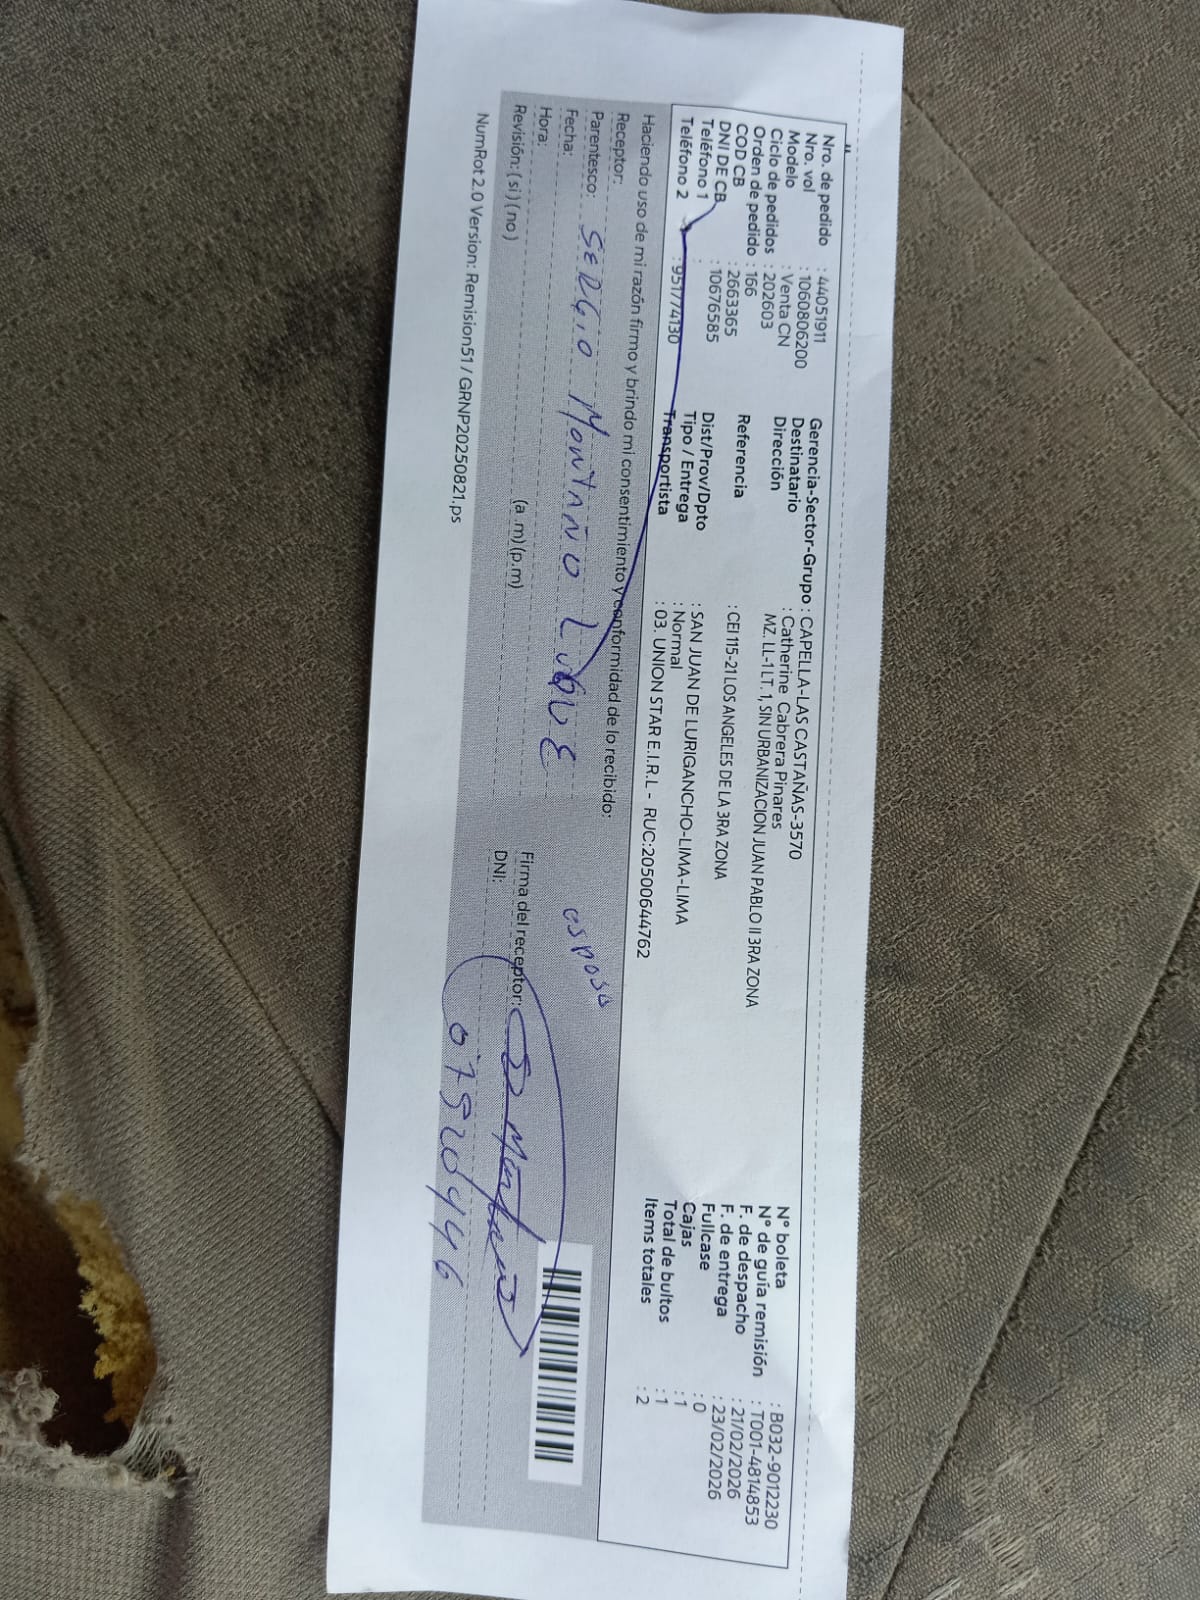 Nro. de pedido : 44051911
Nro. vol : 1060806200
Modelo : Venta CN
Ciclo de pedidos : 202603
Orden de pedido : 166
COD CB : 2663365
DNI DE CB : 10676585
Teléfono 1 :
Teléfono 2 : 951774130
Gerencia-Sector-Grupo : CAPELLA-LAS CASTAÑAS-3570
Destinatario : Catherine Cabrera Pinares
Dirección MZ. LL-1 LT. 1, SIN URBANIZACION JUAN PABLO II 3RA ZONA
Referencia : CEI 115-21 LOS ANGELES DE LA 3RA ZONA
Dist/Prov/Dpto : SAN JUAN DE LURIGANCHO-LIMA-LIMA
Tipo / Entrega : Normal
Transportista : 03. UNION STAR E.I.R.L - RUC:20500644762
N° boleta : B032-9012230
N° de guía remisión : T001-4814853
F. de despacho : 21/02/2026
F. de entrega : 23/02/2026
Fullcase : 0
Cajas : 1
Total de bultos : 1
Items totales : 2
Haciendo uso de mi razón firmo y brindo mi consentimiento y conformidad de lo recibido:
Receptor:
Parentesco: SERGIO MONTAÑO esposo
Fecha:
Hora: (a .m)(p.m)
Revisión: ( si ) ( no )
Firma del receptor:
DNI: 07520446
NumRot 2.0 Version: Remision51 / GRNP20250821.ps